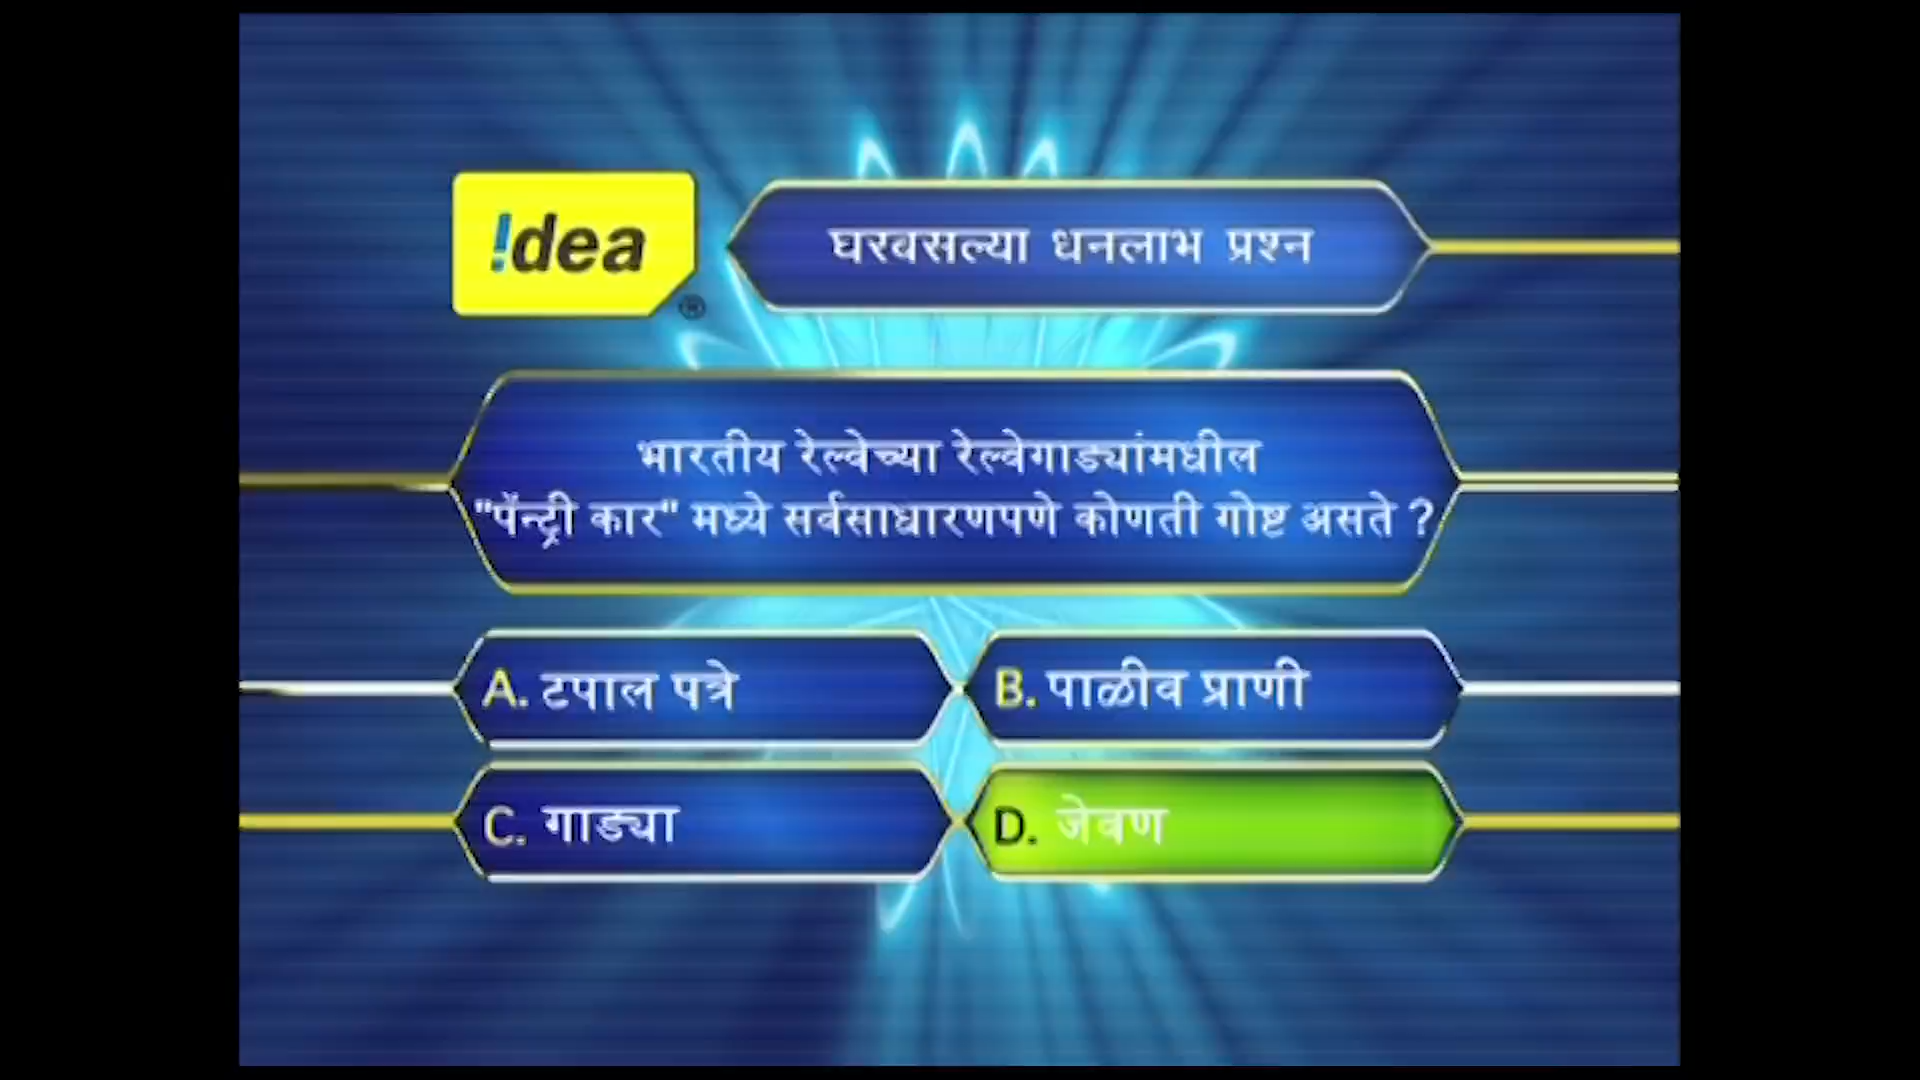 !dea
®
घरबसल्या धनलाभ प्रश्न
भारतीय रेल्वेच्या रेल्वेगाड्यांमधील
"पॅन्ट्री कार" मध्ये सर्वसाधारणपणे कोणती गोष्ट असते ?
A. टपाल पत्रे
B. पाळीव प्राणी
C. गाड्या
D. जेवण